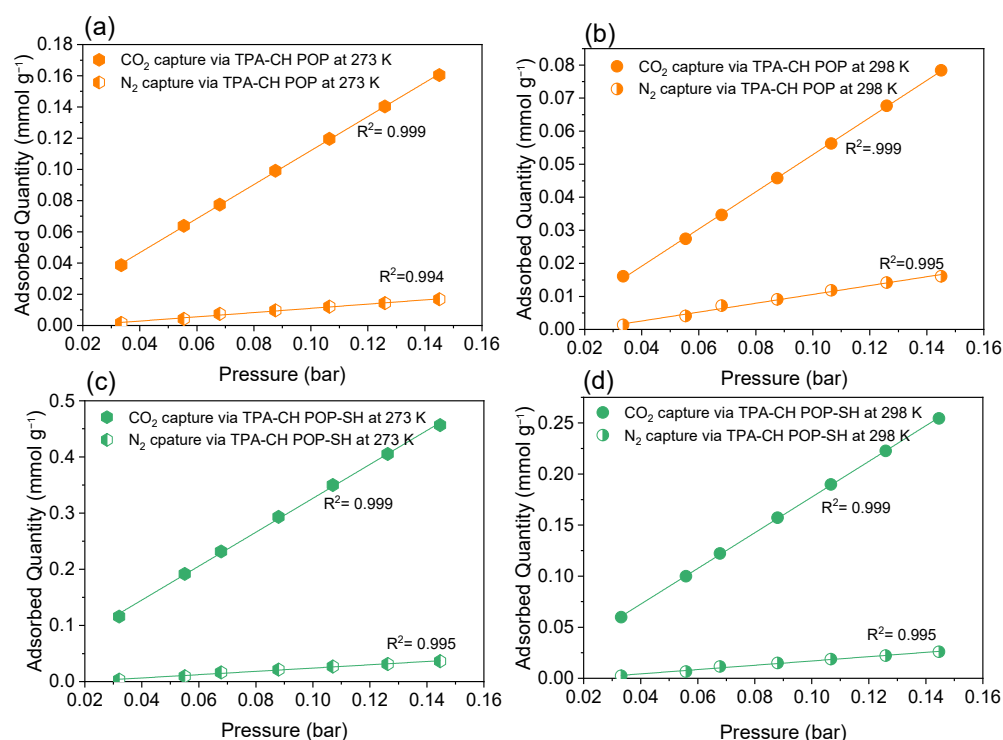 (a)
CO₂ capture via TPA-CH POP at 273 K
N₂ capture via TPA-CH POP at 273 K
R²= 0.999
R²=0.994
0.18
0.16
0.14
0.12
0.10
0.08
0.06
0.04
0.02
0.00
0.02 0.04 0.06 0.08 0.10 0.12 0.14 0.16
Adsorbed Quantity (mmol g⁻¹)
Pressure (bar)
(b)
CO₂ capture via TPA-CH POP at 298 K
N₂ capture via TPA-CH POP at 298 K
R²=.999
R²=0.995
0.08
0.07
0.06
0.05
0.04
0.03
0.02
0.01
0.00
0.02 0.04 0.06 0.08 0.10 0.12 0.14 0.16
Adsorbed Quantity (mmol g⁻¹)
Pressure (bar)
(c)
CO₂ capture via TPA-CH POP-SH at 273 K
N₂ cpature via TPA-CH POP-SH at 273 K
R²= 0.999
R²= 0.995
0.5
0.4
0.3
0.2
0.1
0.0
0.02 0.04 0.06 0.08 0.10 0.12 0.14 0.16
Adsorbed Quantity (mmol g⁻¹)
Pressure (bar)
(d)
CO₂ capture via TPA-CH POP-SH at 298 K
N₂ capture via TPA-CH POP-SH at 298 K
R²= 0.999
R²= 0.995
0.25
0.20
0.15
0.10
0.05
0.00
0.02 0.04 0.06 0.08 0.10 0.12 0.14 0.16
Adsorbed Quantity (mmol g⁻¹)
Pressure (bar)